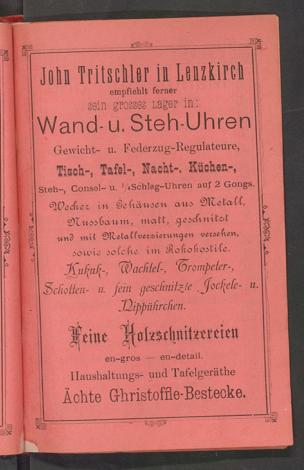 John Tritschler in Lenzkirch
empfiehlt ferner
sein grosses Lager in:
Wand- u. Steh-Uhren
Gewicht- u. Federzug-Regulateure,
Tisch-, Tafel-, Nacht-. Küchen-,
Steh-, Consol- u. 1/4Schlag-Uhren auf 2 Gongs.
Wecker in Gehäusen aus Metall,
Nussbaum, matt, geschnitzt
und mit Metallverzierungen versehen,
sowie solche im Rokokostile.
Kukuk-, Wachtel-, Trompeter-,
Schotten- u. fein geschnitzte Jockele- u.
Nippührchen.
Feine Holzschnitzereien
en-gros — en-detail.
Haushaltungs- und Tafelgeräthe
Ächte Ghristoffle-Bestecke.